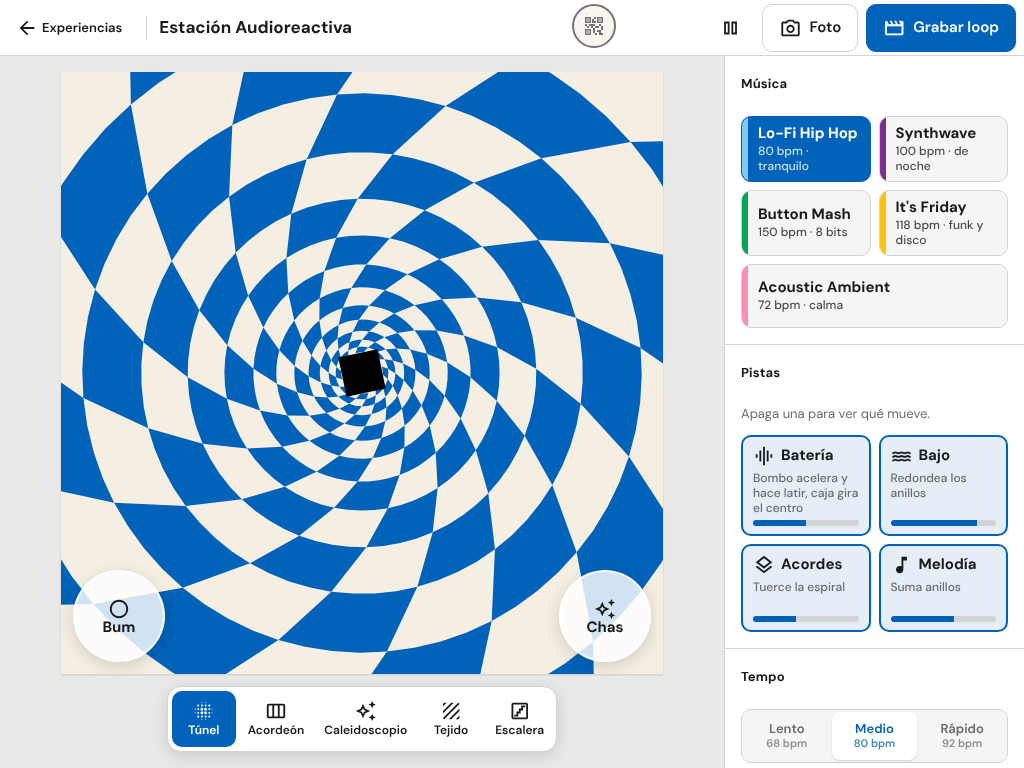 Experiencias
Estación Audioreactiva
Foto
Grabar loop
Música
Lo-Fi Hip Hop
80 bpm ·
tranquilo
Synthwave
100 bpm · de
noche
Button Mash
150 bpm · 8 bits
It's Friday
118 bpm · funk y
disco
Acoustic Ambient
72 bpm · calma
Pistas
Apaga una para ver qué mueve.
Batería
Bombo acelera y
hace latir, caja gira
el centro
Bajo
Redondea los
anillos
Acordes
Tuerce la espiral
Melodía
Suma anillos
Tempo
Lento
68 bpm
Medio
80 bpm
Rápido
92 bpm
Bum
Chas
Túnel
Acordeón
Caleidoscopio
Tejido
Escalera